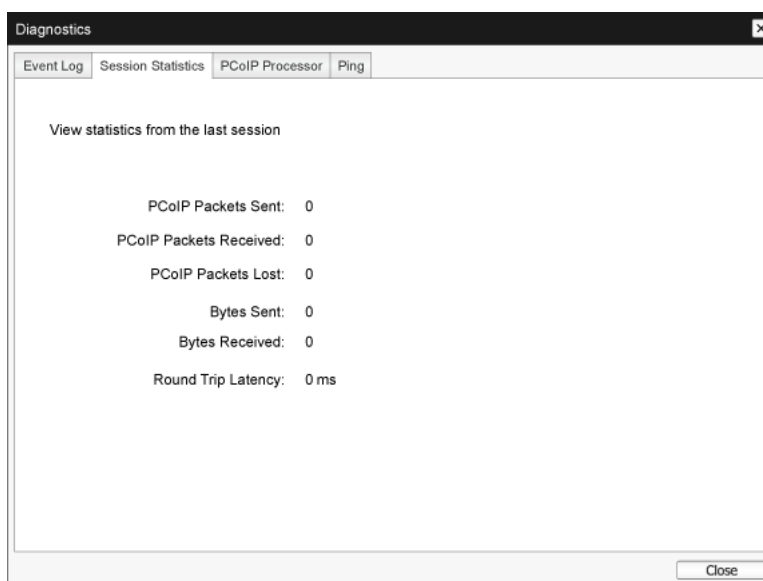 Diagnostics
Event Log Session Statistics PCoIP Processor Ping
View statistics from the last session
PCoIP Packets Sent: 0
PCoIP Packets Received: 0
PCoIP Packets Lost: 0
Bytes Sent: 0
Bytes Received: 0
Round Trip Latency: 0 ms
Close